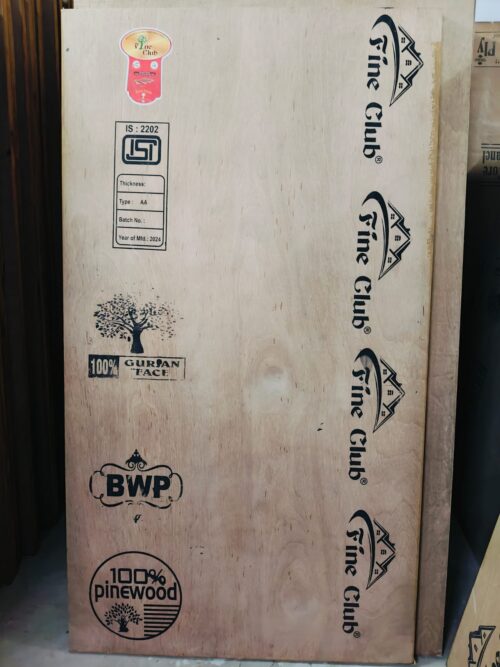 Fine
Club
IS : 2202
Thickness:
Type : AA
Batch No. :
Year of Mfd : 2024
100% GURJAN
FACE
BWP
100%
pinewood
Fine Club®
Fine Club®
Fine Club®
Fine Club®
Ply